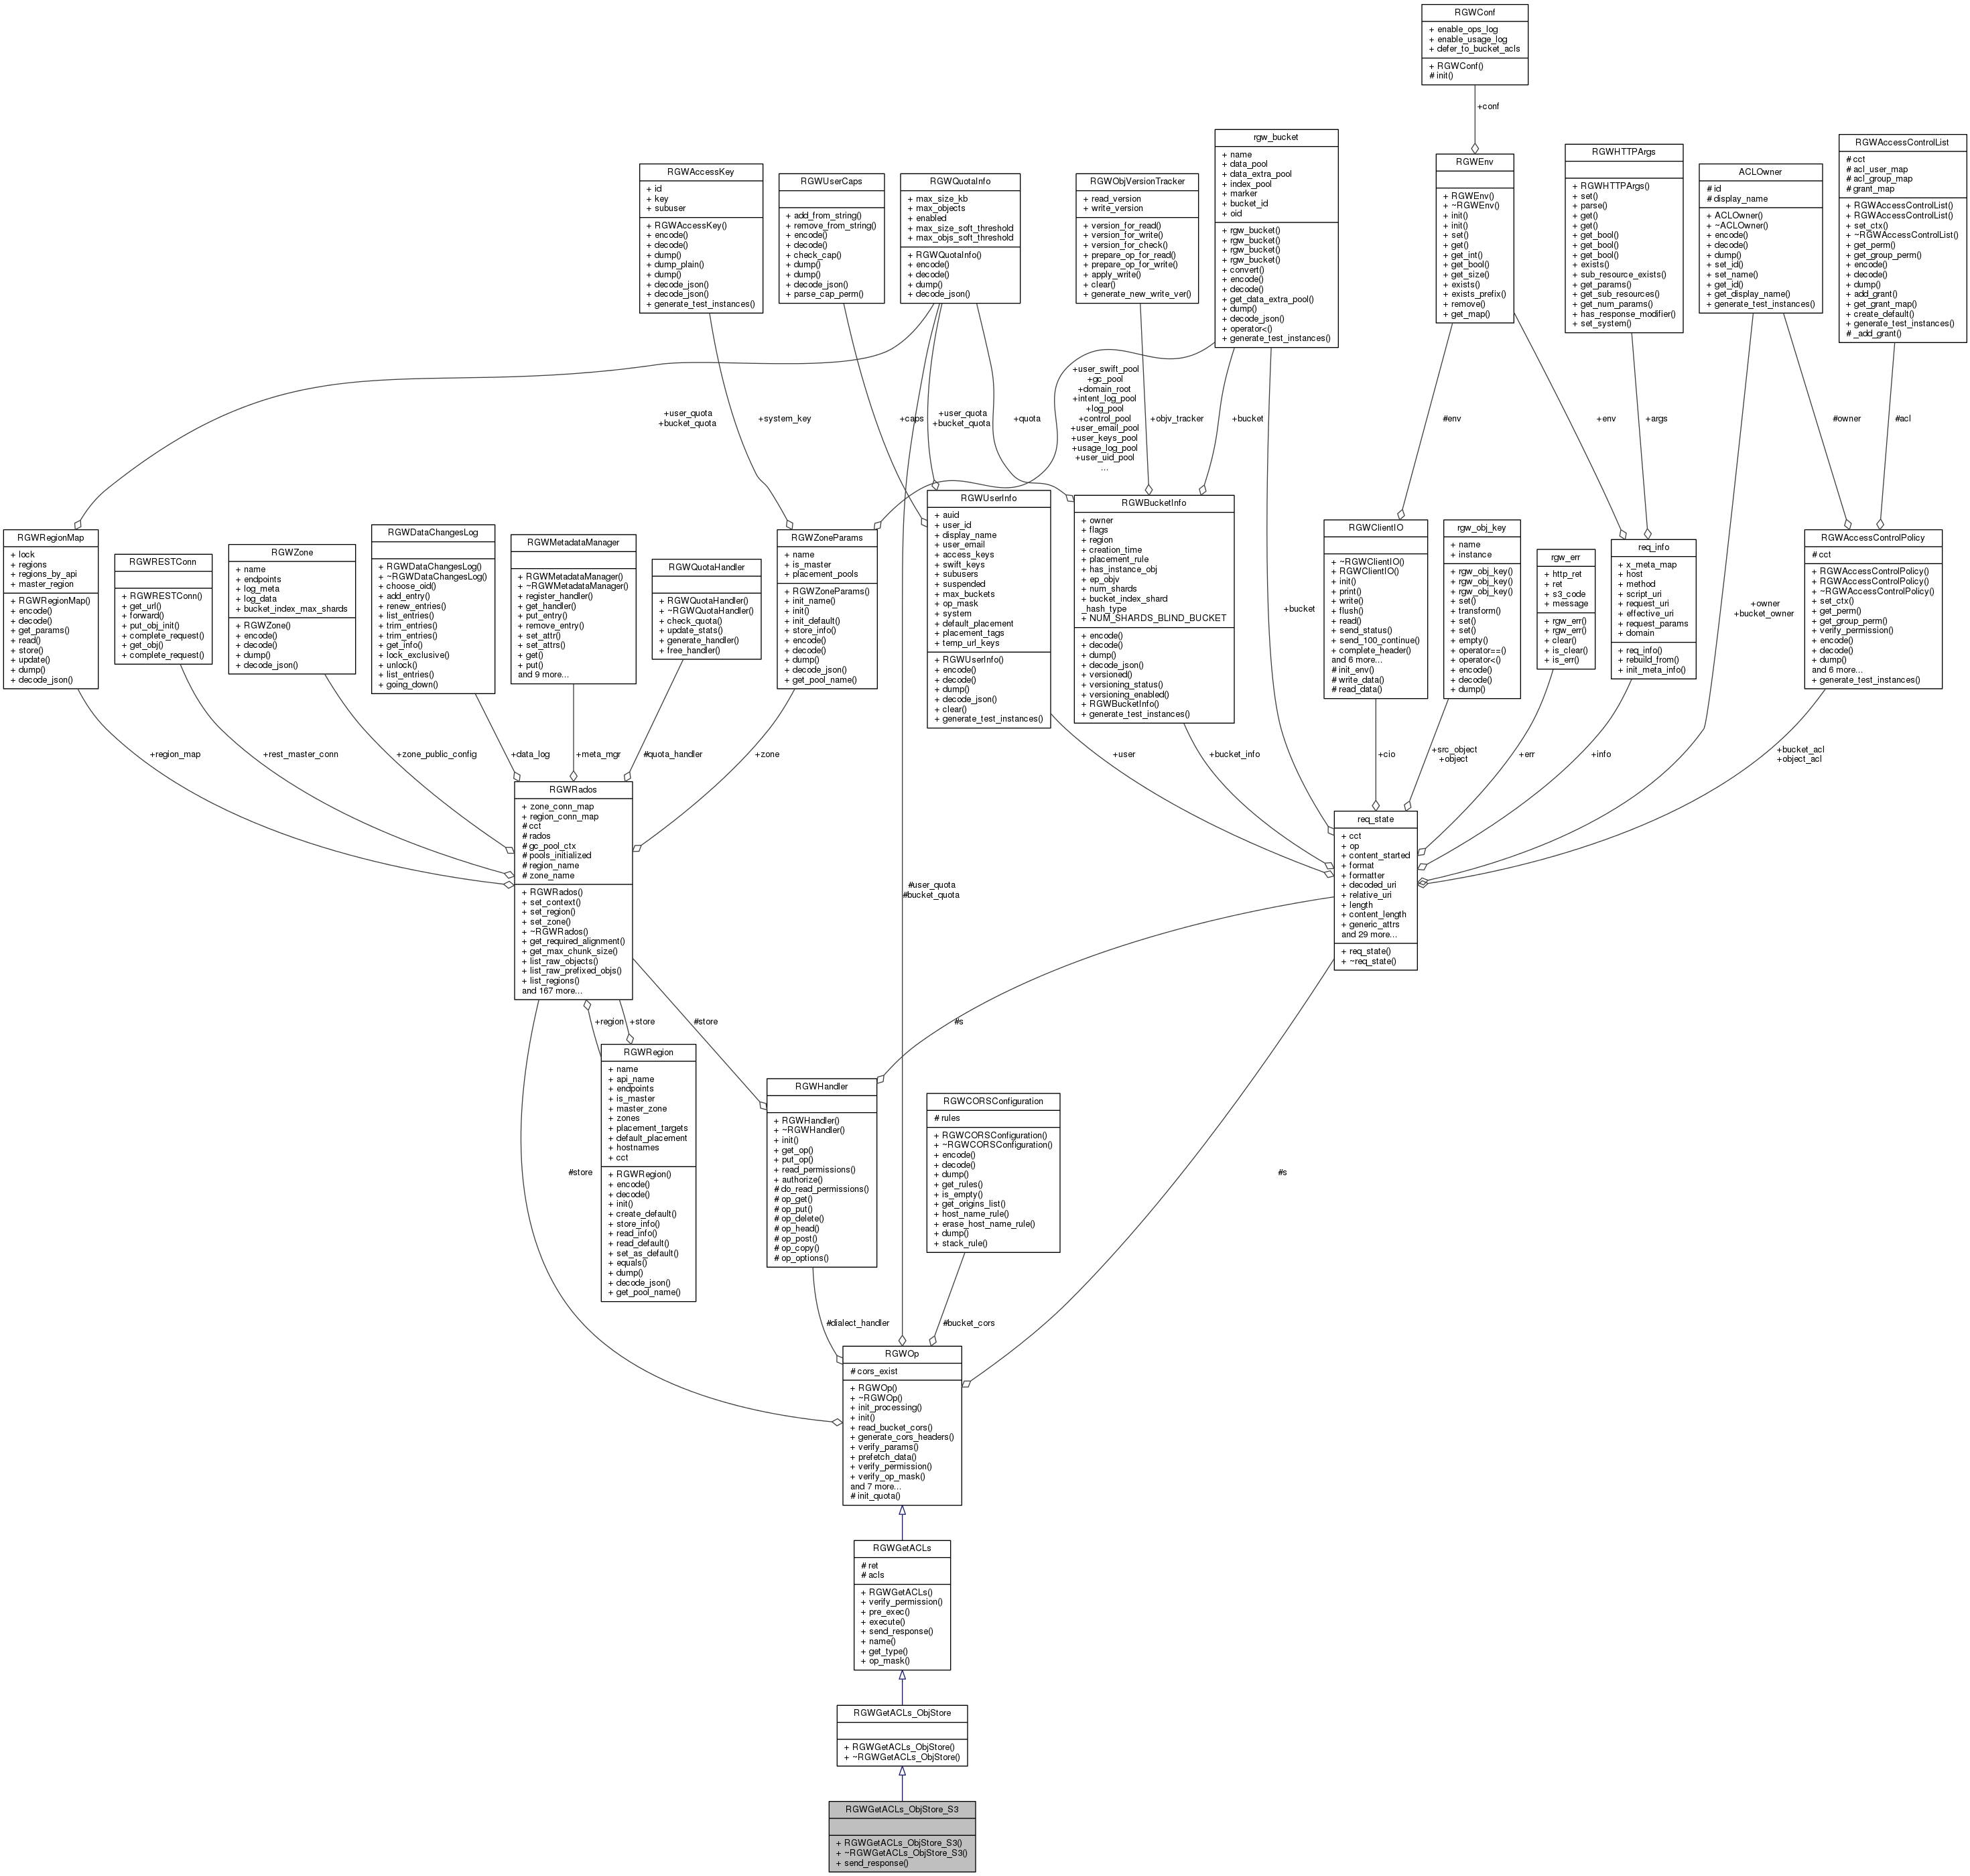 RGWConf
+ enable_ops_log
+ enable_usage_log
+ defer_to_bucket_acls
+ RGWConf()
# init()
+conf
rgw_bucket
+ name
+ data_pool
+ data_extra_pool
+ index_pool
+ marker
+ bucket_id
+ oid
+ rgw_bucket()
+ rgw_bucket()
+ rgw_bucket()
+ rgw_bucket()
+ convert()
+ encode()
+ decode()
+ get_data_extra_pool()
+ dump()
+ decode_json()
+ operator<()
+ generate_test_instances()
RGWAccessControlList
# cct
# acl_user_map
# acl_group_map
# grant_map
+ RGWAccessControlList()
+ RGWAccessControlList()
+ set_ctx()
+ ~RGWAccessControlList()
+ get_perm()
+ get_group_perm()
+ encode()
+ decode()
+ dump()
+ add_grant()
+ get_grant_map()
+ create_default()
+ generate_test_instances()
# _add_grant()
RGWHTTPArgs
+ RGWHTTPArgs()
+ set()
+ parse()
+ get()
+ get()
+ get_bool()
+ get_bool()
+ get_bool()
+ exists()
+ sub_resource_exists()
+ get_params()
+ get_sub_resources()
+ get_num_params()
+ has_response_modifier()
+ set_system()
RGWEnv
+ RGWEnv()
+ ~RGWEnv()
+ init()
+ init()
+ set()
+ get()
+ get_int()
+ get_bool()
+ get_size()
+ exists()
+ exists_prefix()
+ remove()
+ get_map()
ACLOwner
# id
# display_name
+ ACLOwner()
+ ~ACLOwner()
+ encode()
+ decode()
+ dump()
+ set_id()
+ set_name()
+ get_id()
+ get_display_name()
+ generate_test_instances()
RGWAccessKey
+ id
+ key
+ subuser
+ RGWAccessKey()
+ encode()
+ decode()
+ dump()
+ dump_plain()
+ dump()
+ decode_json()
+ decode_json()
+ generate_test_instances()
RGWUserCaps
+ add_from_string()
+ remove_from_string()
+ encode()
+ decode()
+ check_cap()
+ dump()
+ dump()
+ decode_json()
+ parse_cap_perm()
RGWQuotaInfo
+ max_size_kb
+ max_objects
+ enabled
+ max_size_soft_threshold
+ max_objs_soft_threshold
+ RGWQuotaInfo()
+ encode()
+ decode()
+ dump()
+ decode_json()
RGWObjVersionTracker
+ read_version
+ write_version
+ version_for_read()
+ version_for_write()
+ version_for_check()
+ prepare_op_for_read()
+ prepare_op_for_write()
+ apply_write()
+ clear()
+ generate_new_write_ver()
+user_quota
+bucket_quota
+system_key
+caps
+user_quota
+bucket_quota
+quota
+user_swift_pool
+gc_pool
+domain_root
+intent_log_pool
+log_pool
+control_pool
+user_email_pool
+user_keys_pool
+usage_log_pool
+user_uid_pool
...
+objv_tracker
+bucket
#env
+env
+args
#owner
#acl
RGWRegionMap
+ lock
+ regions
+ regions_by_api
+ master_region
+ RGWRegionMap()
+ encode()
+ decode()
+ get_params()
+ read()
+ store()
+ update()
+ dump()
+ decode_json()
RGWRESTConn
+ RGWRESTConn()
+ get_url()
+ forward()
+ put_obj_init()
+ complete_request()
+ get_obj()
+ complete_request()
RGWZone
+ name
+ endpoints
+ log_meta
+ log_data
+ bucket_index_max_shards
+ RGWZone()
+ encode()
+ decode()
+ dump()
+ decode_json()
RGWDataChangesLog
+ RGWDataChangesLog()
+ ~RGWDataChangesLog()
+ choose_oid()
+ add_entry()
+ renew_entries()
+ list_entries()
+ trim_entries()
+ trim_entries()
+ get_info()
+ lock_exclusive()
+ unlock()
+ list_entries()
+ going_down()
RGWMetadataManager
+ RGWMetadataManager()
+ ~RGWMetadataManager()
+ register_handler()
+ get_handler()
+ put_entry()
+ remove_entry()
+ set_attr()
+ set_attrs()
+ get()
+ put()
and 9 more...
RGWQuotaHandler
+ RGWQuotaHandler()
+ ~RGWQuotaHandler()
+ check_quota()
+ update_stats()
+ generate_handler()
+ free_handler()
RGWZoneParams
+ name
+ is_master
+ placement_pools
+ RGWZoneParams()
+ init_name()
+ init()
+ init_default()
+ store_info()
+ encode()
+ decode()
+ dump()
+ decode_json()
+ get_pool_name()
RGWUserInfo
+ auid
+ user_id
+ display_name
+ user_email
+ access_keys
+ swift_keys
+ subusers
+ suspended
+ max_buckets
+ op_mask
+ system
+ default_placement
+ placement_tags
+ temp_url_keys
+ RGWUserInfo()
+ encode()
+ decode()
+ dump()
+ decode_json()
+ clear()
+ generate_test_instances()
RGWBucketInfo
+ owner
+ flags
+ region
+ creation_time
+ placement_rule
+ has_instance_obj
+ ep_objv
+ num_shards
+ bucket_index_shard
_hash_type
+ NUM_SHARDS_BLIND_BUCKET
+ encode()
+ decode()
+ dump()
+ decode_json()
+ versioned()
+ versioning_status()
+ versioning_enabled()
+ RGWBucketInfo()
+ generate_test_instances()
+bucket
RGWClientIO
+ ~RGWClientIO()
+ RGWClientIO()
+ init()
+ print()
+ write()
+ flush()
+ read()
+ send_status()
+ send_100_continue()
+ complete_header()
and 6 more...
# init_env()
# write_data()
# read_data()
rgw_obj_key
+ name
+ instance
+ rgw_obj_key()
+ rgw_obj_key()
+ rgw_obj_key()
+ set()
+ transform()
+ set()
+ set()
+ empty()
+ operator==()
+ operator<()
+ encode()
+ decode()
+ dump()
rgw_err
+ http_ret
+ ret
+ s3_code
+ message
+ rgw_err()
+ rgw_err()
+ clear()
+ is_clear()
+ is_err()
req_info
+ x_meta_map
+ host
+ method
+ script_uri
+ request_uri
+ effective_uri
+ request_params
+ domain
+ req_info()
+ rebuild_from()
+ init_meta_info()
+owner
+bucket_owner
RGWAccessControlPolicy
# cct
+ RGWAccessControlPolicy()
+ RGWAccessControlPolicy()
+ ~RGWAccessControlPolicy()
+ set_ctx()
+ get_perm()
+ get_group_perm()
+ verify_permission()
+ encode()
+ decode()
+ dump()
and 6 more...
+ generate_test_instances()
+region_map
+rest_master_conn
+zone_public_config
+data_log
+meta_mgr
#quota_handler
+zone
+user
+bucket_info
+cio
+src_object
+object
+err
+info
+bucket_acl
+object_acl
RGWRados
+ zone_conn_map
+ region_conn_map
# cct
# rados
# gc_pool_ctx
# pools_initialized
# region_name
# zone_name
+ RGWRados()
+ set_context()
+ set_region()
+ set_zone()
+ ~RGWRados()
+ get_required_alignment()
+ get_max_chunk_size()
+ list_raw_objects()
+ list_raw_prefixed_objs()
+ list_regions()
and 167 more...
#user_quota
#bucket_quota
req_state
+ cct
+ op
+ content_started
+ format
+ formatter
+ decoded_uri
+ relative_uri
+ length
+ content_length
+ generic_attrs
and 29 more...
+ req_state()
+ ~req_state()
+region
+store
#store
#s
RGWRegion
+ name
+ api_name
+ endpoints
+ is_master
+ master_zone
+ zones
+ placement_targets
+ default_placement
+ hostnames
+ cct
+ RGWRegion()
+ encode()
+ decode()
+ init()
+ create_default()
+ store_info()
+ read_info()
+ read_default()
+ set_as_default()
+ equals()
+ dump()
+ decode_json()
+ get_pool_name()
RGWHandler
+ RGWHandler()
+ ~RGWHandler()
+ init()
+ get_op()
+ put_op()
+ read_permissions()
+ authorize()
# do_read_permissions()
# op_get()
# op_put()
# op_delete()
# op_head()
# op_post()
# op_copy()
# op_options()
RGWCORSConfiguration
# rules
+ RGWCORSConfiguration()
+ ~RGWCORSConfiguration()
+ encode()
+ decode()
+ dump()
+ get_rules()
+ is_empty()
+ get_origins_list()
+ host_name_rule()
+ erase_host_name_rule()
+ dump()
+ stack_rule()
#store
#s
#dialect_handler
#bucket_cors
RGWOp
# cors_exist
+ RGWOp()
+ ~RGWOp()
+ init_processing()
+ init()
+ read_bucket_cors()
+ generate_cors_headers()
+ verify_params()
+ prefetch_data()
+ verify_permission()
+ verify_op_mask()
and 7 more...
# init_quota()
RGWGetACLs
# ret
# acls
+ RGWGetACLs()
+ verify_permission()
+ pre_exec()
+ execute()
+ send_response()
+ name()
+ get_type()
+ op_mask()
RGWGetACLs_ObjStore
+ RGWGetACLs_ObjStore()
+ ~RGWGetACLs_ObjStore()
RGWGetACLs_ObjStore_S3
+ RGWGetACLs_ObjStore_S3()
+ ~RGWGetACLs_ObjStore_S3()
+ send_response()